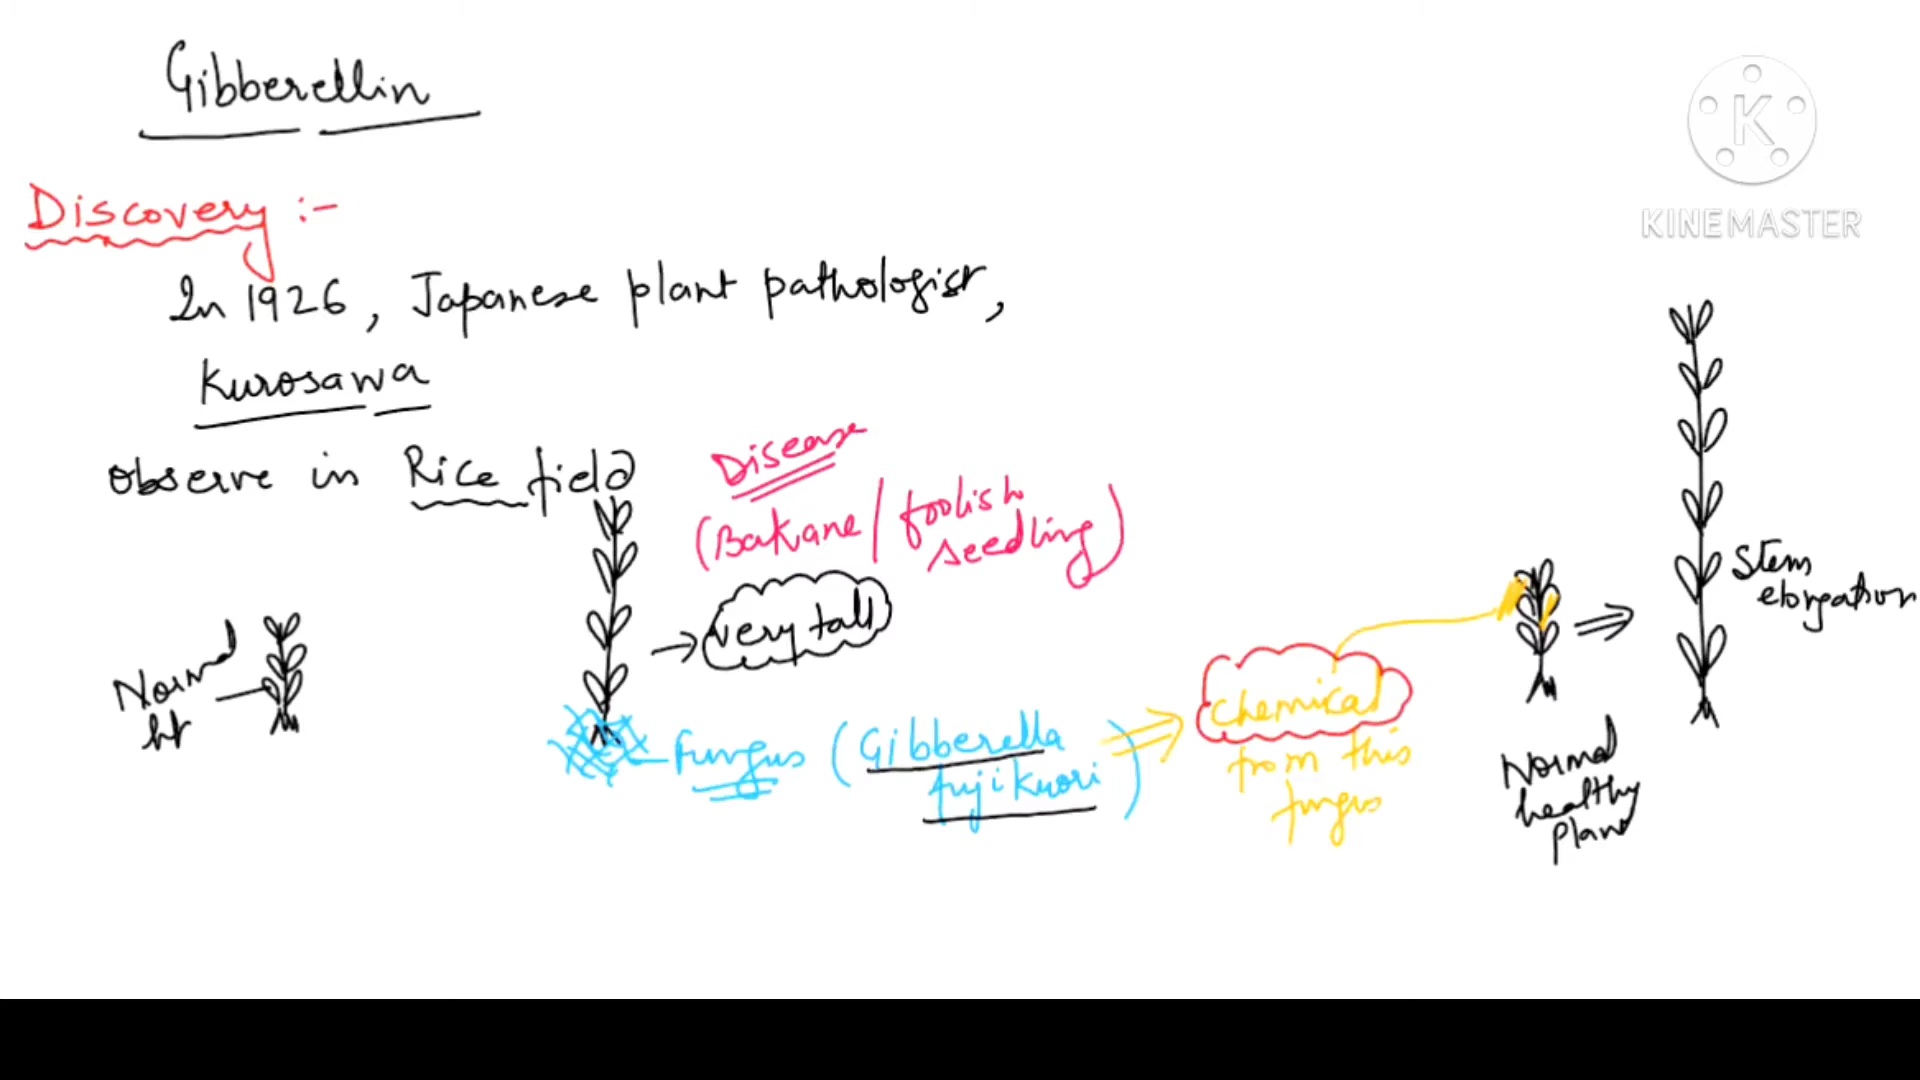 Gibberellin
K
KINEMASTER
Discovery :-
In 1926, Japanese plant pathologist,
Kurosawa
observe in Rice field
Disease
(Bakane / foolish
seedling)
very tall
Normal
ht
Fungus (Gibberella
fujikuori)
chemical
from this
fungus
Normal
healthy
plant
Stem
elongation